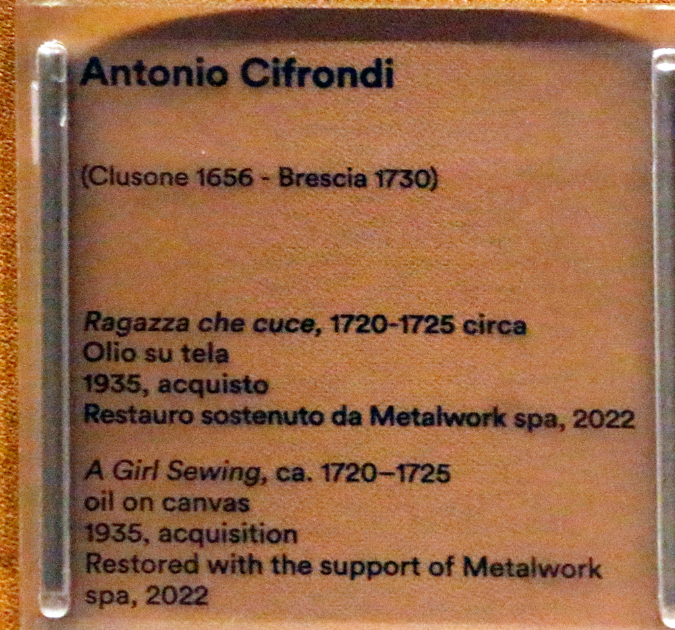 Antonio Cifrondi
(Clusone 1656 - Brescia 1730)
Ragazza che cuce, 1720-1725 circa
Olio su tela
1935, acquisto
Restauro sostenuto da Metalwork spa, 2022
A Girl Sewing, ca. 1720–1725
oil on canvas
1935, acquisition
Restored with the support of Metalwork
spa, 2022